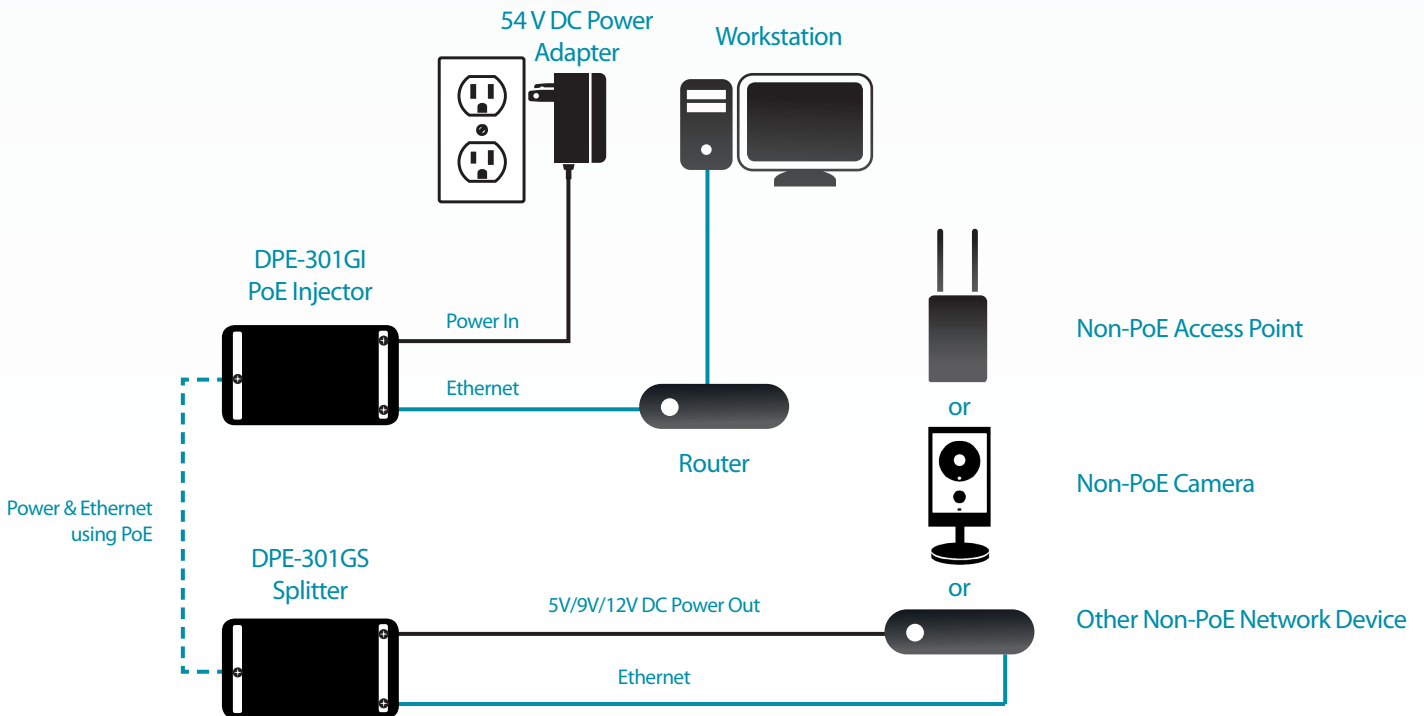 54 V DC Power
Adapter
Workstation
DPE-301GI
PoE Injector
Power In
Ethernet
Router
Non-PoE Access Point
or
Non-PoE Camera
or
Other Non-PoE Network Device
Power & Ethernet
using PoE
DPE-301GS
Splitter
5V/9V/12V DC Power Out
Ethernet